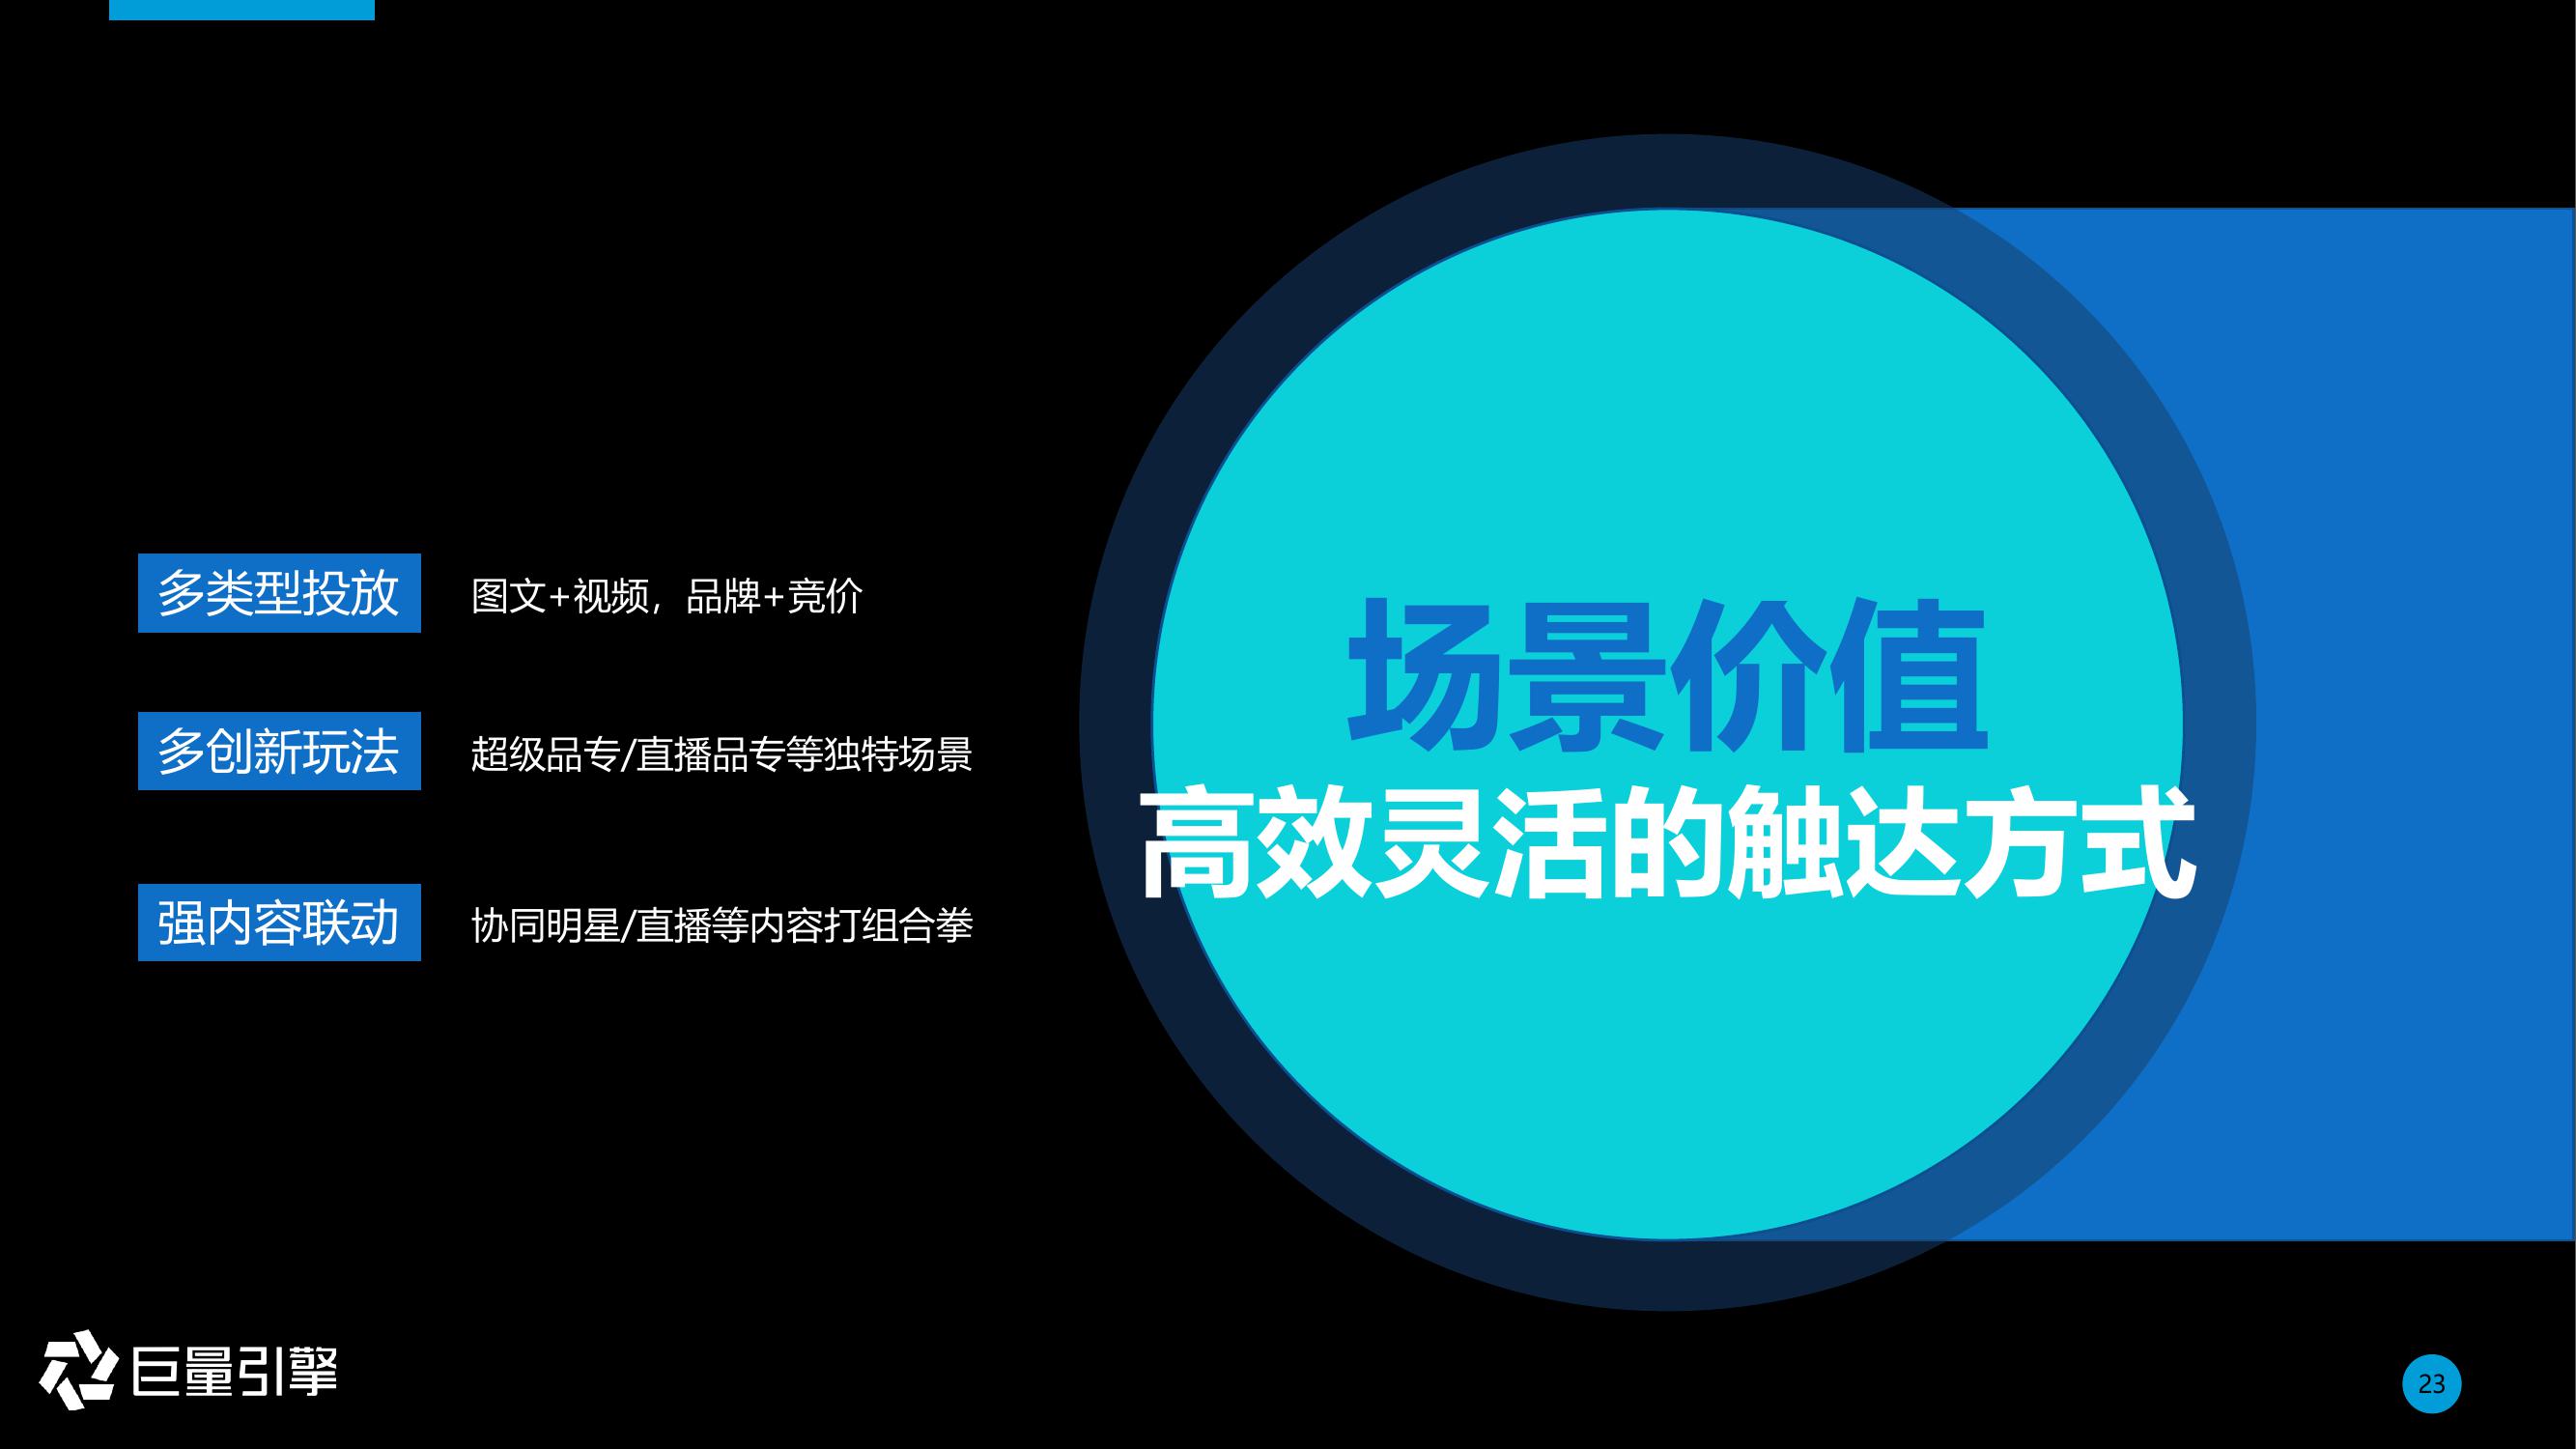 多类型投放
图文+视频，品牌+竞价
多创新玩法
超级品专/直播品专等独特场景
强内容联动
协同明星/直播等内容打组合拳
场景价值
高效灵活的触达方式
巨量引擎
23